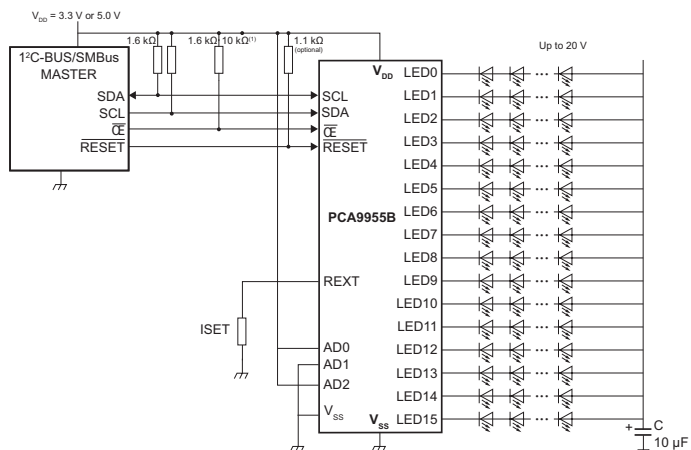 V_DD = 3.3 V or 5.0 V
1.6 kΩ
1.6 kΩ
10 kΩ(1)
1.1 kΩ
(optional)
Up to 20 V
I²C-BUS/SMBus
MASTER
SDA
SCL
OE
RESET
V_DD
SCL
SDA
OE
RESET
PCA9955B
REXT
ISET
AD0
AD1
AD2
V_SS
V_SS
LED0
LED1
LED2
LED3
LED4
LED5
LED6
LED7
LED8
LED9
LED10
LED11
LED12
LED13
LED14
LED15
+
C
10 µF